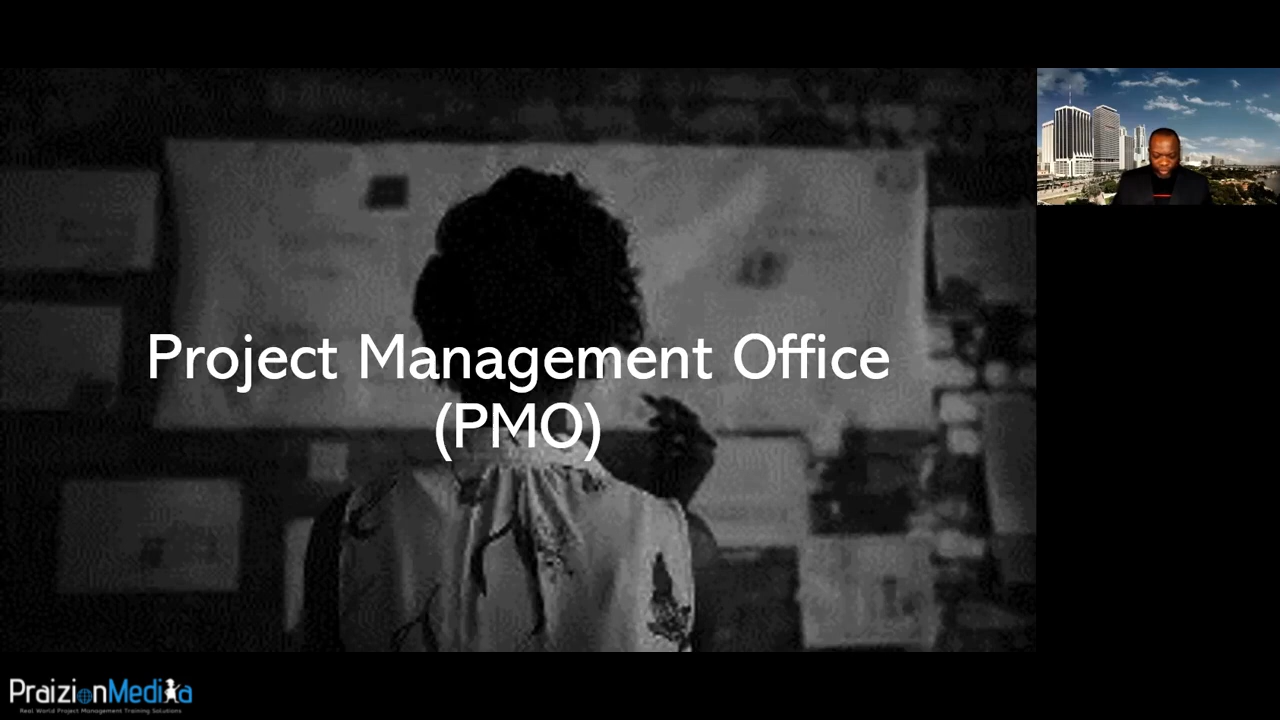 Project Management Office
(PMO)
PraizionMedia
Real World Project Management Training Solutions